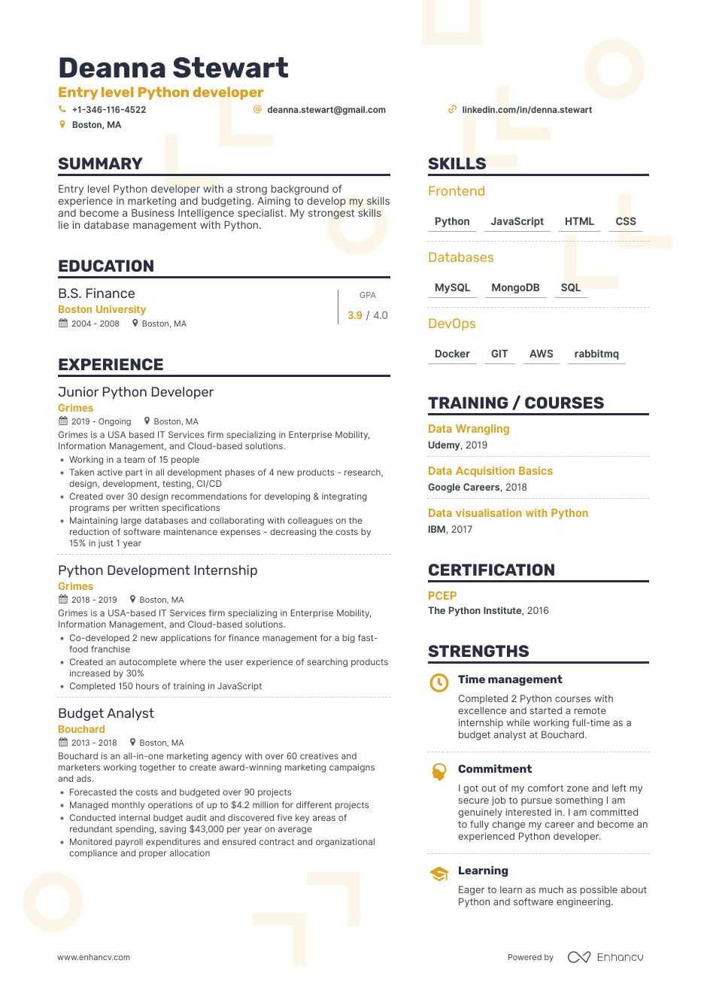 Deanna Stewart
Entry level Python developer
+1-346-116-4522
deanna.stewart@gmail.com
linkedin.com/in/denna.stewart
Boston, MA
SUMMARY
Entry level Python developer with a strong background of
experience in marketing and budgeting. Aiming to develop my skills
and become a Business Intelligence specialist. My strongest skills
lie in database management with Python.
EDUCATION
B.S. Finance
Boston University
2004 - 2008 Boston, MA
GPA
3.9 / 4.0
EXPERIENCE
Junior Python Developer
Grimes
2019 - Ongoing Boston, MA
Grimes is a USA based IT Services firm specializing in Enterprise Mobility,
Information Management, and Cloud-based solutions.
• Working in a team of 15 people
• Taken active part in all development phases of 4 new products - research,
design, development, testing, CI/CD
• Created over 30 design recommendations for developing & integrating
programs per written specifications
• Maintaining large databases and collaborating with colleagues on the
reduction of software maintenance expenses - decreasing the costs by
15% in just 1 year
Python Development Internship
Grimes
2018 - 2019 Boston, MA
Grimes is a USA-based IT Services firm specializing in Enterprise Mobility,
Information Management, and Cloud-based solutions.
• Co-developed 2 new applications for finance management for a big fast-
food franchise
• Created an autocomplete where the user experience of searching products
increased by 30%
• Completed 150 hours of training in JavaScript
Budget Analyst
Bouchard
2013 - 2018 Boston, MA
Bouchard is an all-in-one marketing agency with over 60 creatives and
marketers working together to create award-winning marketing campaigns
and ads.
• Forecasted the costs and budgeted over 90 projects
• Managed monthly operations of up to $4.2 million for different projects
• Conducted internal budget audit and discovered five key areas of
redundant spending, saving $43,000 per year on average
• Monitored payroll expenditures and ensured contract and organizational
compliance and proper allocation
SKILLS
Frontend
Python JavaScript HTML CSS
Databases
MySQL MongoDB SQL
DevOps
Docker GIT AWS rabbitmq
TRAINING / COURSES
Data Wrangling
Udemy, 2019
Data Acquisition Basics
Google Careers, 2018
Data visualisation with Python
IBM, 2017
CERTIFICATION
PCEP
The Python Institute, 2016
STRENGTHS
Time management
Completed 2 Python courses with
excellence and started a remote
internship while working full-time as a
budget analyst at Bouchard.
Commitment
I got out of my comfort zone and left my
secure job to pursue something I am
genuinely interested in. I am committed
to fully change my career and become an
experienced Python developer.
Learning
Eager to learn as much as possible about
Python and software engineering.
www.enhancv.com
Powered by Enhancv